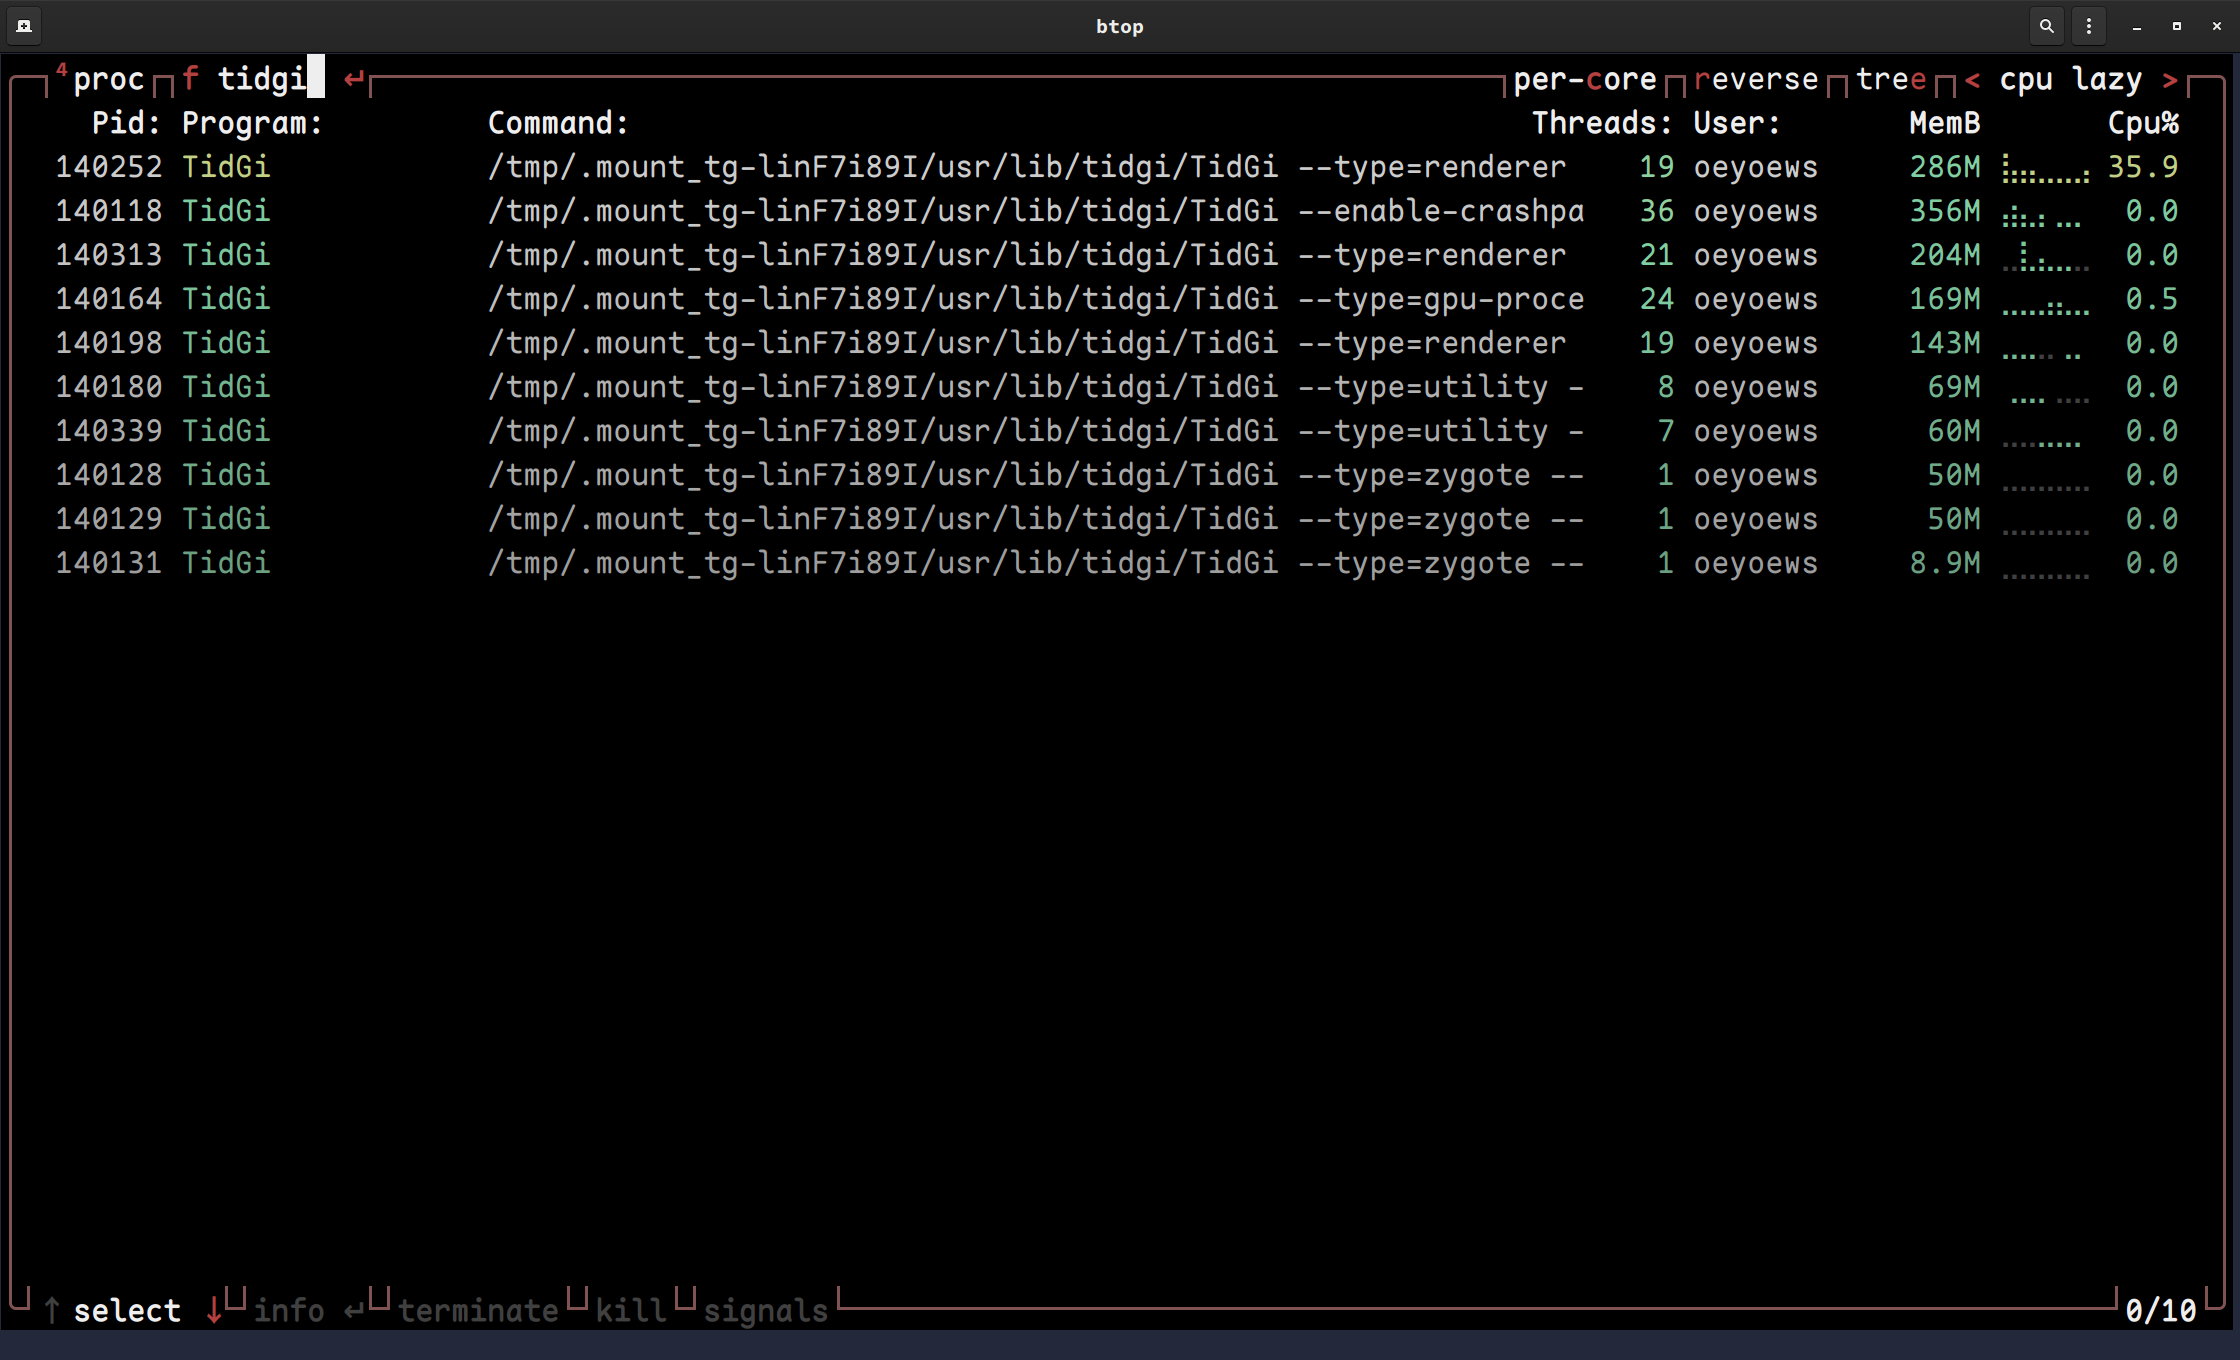 btop
4 proc f tidgi ↵ per-core reverse tree < cpu lazy >
Pid: Program: Command: Threads: User: MemB Cpu%
140252 TidGi /tmp/.mount_tg-linF7i89I/usr/lib/tidgi/TidGi --type=renderer 19 oeyoews 286M 35.9
140118 TidGi /tmp/.mount_tg-linF7i89I/usr/lib/tidgi/TidGi --enable-crashpa 36 oeyoews 356M 0.0
140313 TidGi /tmp/.mount_tg-linF7i89I/usr/lib/tidgi/TidGi --type=renderer 21 oeyoews 204M 0.0
140164 TidGi /tmp/.mount_tg-linF7i89I/usr/lib/tidgi/TidGi --type=gpu-proce 24 oeyoews 169M 0.5
140198 TidGi /tmp/.mount_tg-linF7i89I/usr/lib/tidgi/TidGi --type=renderer 19 oeyoews 143M 0.0
140180 TidGi /tmp/.mount_tg-linF7i89I/usr/lib/tidgi/TidGi --type=utility - 8 oeyoews 69M 0.0
140339 TidGi /tmp/.mount_tg-linF7i89I/usr/lib/tidgi/TidGi --type=utility - 7 oeyoews 60M 0.0
140128 TidGi /tmp/.mount_tg-linF7i89I/usr/lib/tidgi/TidGi --type=zygote -- 1 oeyoews 50M 0.0
140129 TidGi /tmp/.mount_tg-linF7i89I/usr/lib/tidgi/TidGi --type=zygote -- 1 oeyoews 50M 0.0
140131 TidGi /tmp/.mount_tg-linF7i89I/usr/lib/tidgi/TidGi --type=zygote -- 1 oeyoews 8.9M 0.0
↑ select ↓ info ↵ terminate kill signals 0/10